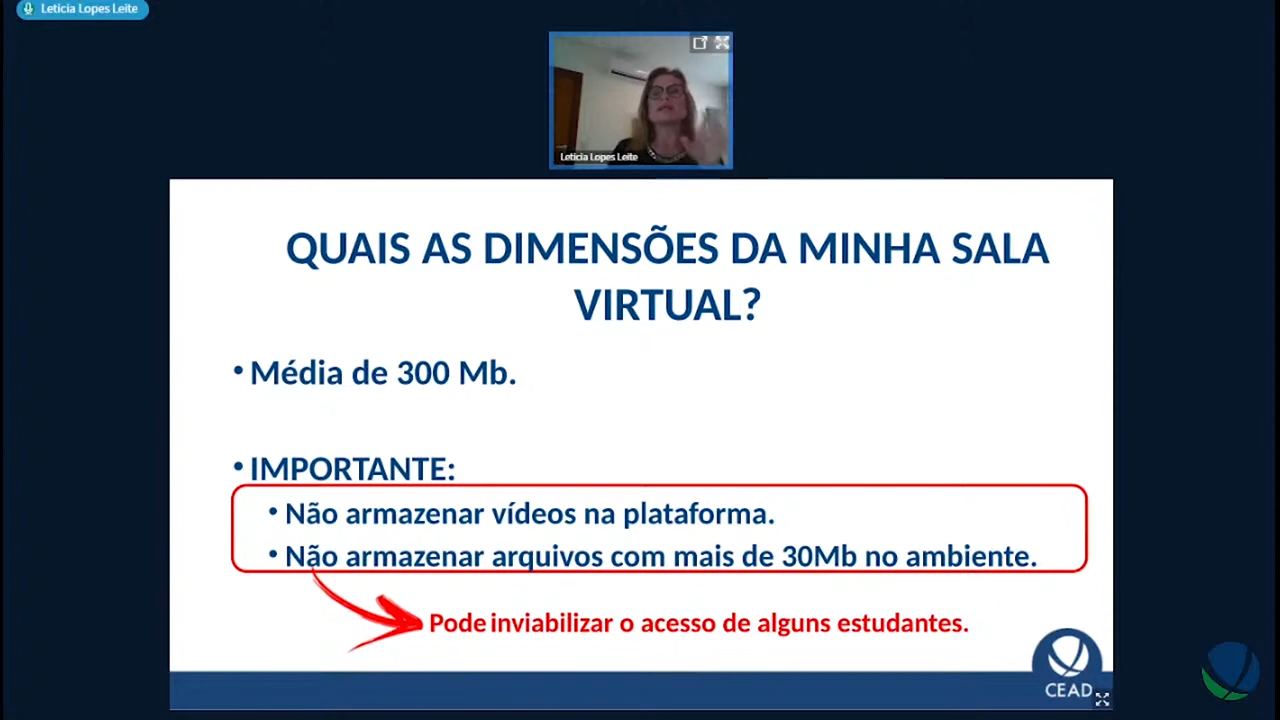 Leticia Lopes Leite
Leticia Lopes Leite
QUAIS AS DIMENSÕES DA MINHA SALA
VIRTUAL?
• Média de 300 Mb.
• IMPORTANTE:
• Não armazenar vídeos na plataforma.
• Não armazenar arquivos com mais de 30Mb no ambiente.
Pode inviabilizar o acesso de alguns estudantes.
CEAD